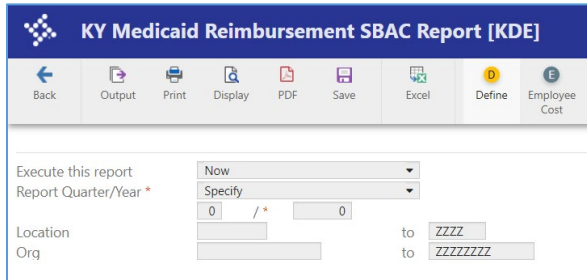 KY Medicaid Reimbursement SBAC Report [KDE]
Back Output Print Display PDF Save Excel D Define E Employee Cost
Execute this report Now
Report Quarter/Year * Specify
0 / * 0
Location to ZZZZ
Org to ZZZZZZZZ